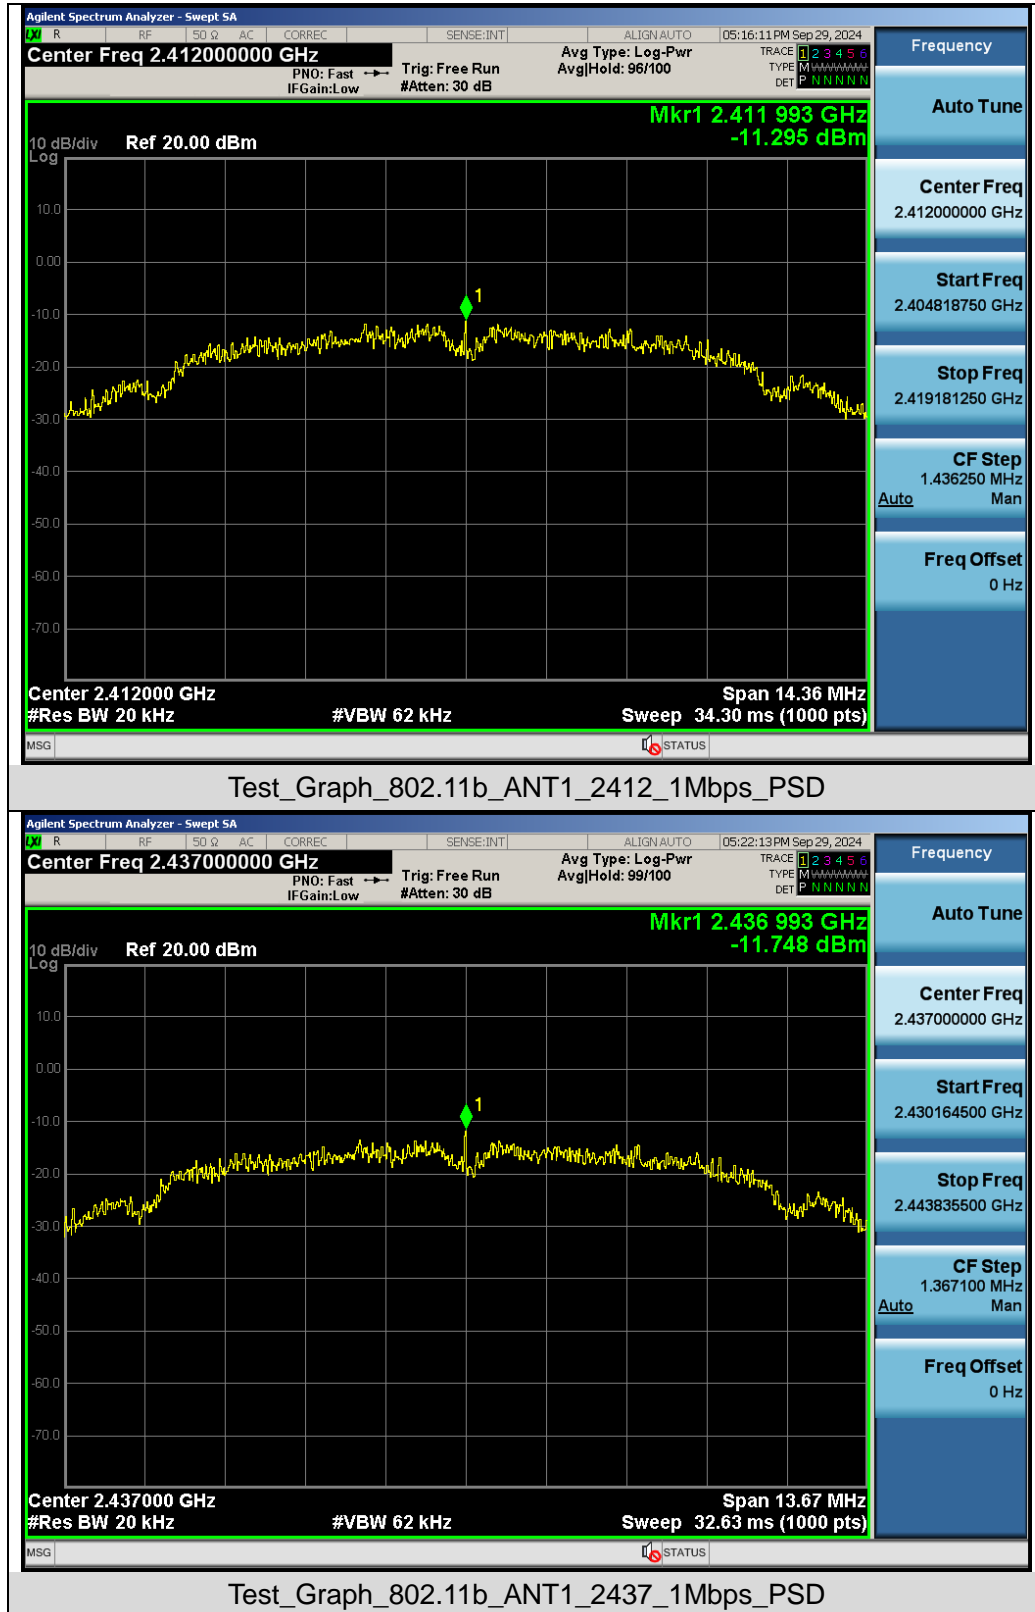 Agilent Spectrum Analyzer - Swept SA
LXI R RF 50 Ω AC CORREC SENSE:INT ALIGN AUTO 05:16:11 PM Sep 29, 2024
Center Freq 2.412000000 GHz
PNO: Fast
IFGain:Low
Trig: Free Run
#Atten: 30 dB
Avg Type: Log-Pwr
Avg|Hold: 96/100
TRACE 1 2 3 4 5 6
TYPE M WWWWW
DET P N N N N N
Mkr1 2.411 993 GHz
-11.295 dBm
10 dB/div Ref 20.00 dBm
Log
10.0
0.00
1
-10.0
-20.0
-30.0
-40.0
-50.0
-60.0
-70.0
Center 2.412000 GHz Span 14.36 MHz
#Res BW 20 kHz #VBW 62 kHz Sweep 34.30 ms (1000 pts)
MSG STATUS
Frequency
Auto Tune
Center Freq
2.412000000 GHz
Start Freq
2.404818750 GHz
Stop Freq
2.419181250 GHz
CF Step
1.436250 MHz
Auto Man
Freq Offset
0 Hz
Test_Graph_802.11b_ANT1_2412_1Mbps_PSD
Agilent Spectrum Analyzer - Swept SA
LXI R RF 50 Ω AC CORREC SENSE:INT ALIGN AUTO 05:22:13 PM Sep 29, 2024
Center Freq 2.437000000 GHz
PNO: Fast
IFGain:Low
Trig: Free Run
#Atten: 30 dB
Avg Type: Log-Pwr
Avg|Hold: 99/100
TRACE 1 2 3 4 5 6
TYPE M WWWWW
DET P N N N N N
Mkr1 2.436 993 GHz
-11.748 dBm
10 dB/div Ref 20.00 dBm
Log
10.0
0.00
1
-10.0
-20.0
-30.0
-40.0
-50.0
-60.0
-70.0
Center 2.437000 GHz Span 13.67 MHz
#Res BW 20 kHz #VBW 62 kHz Sweep 32.63 ms (1000 pts)
MSG STATUS
Frequency
Auto Tune
Center Freq
2.437000000 GHz
Start Freq
2.430164500 GHz
Stop Freq
2.443835500 GHz
CF Step
1.367100 MHz
Auto Man
Freq Offset
0 Hz
Test_Graph_802.11b_ANT1_2437_1Mbps_PSD